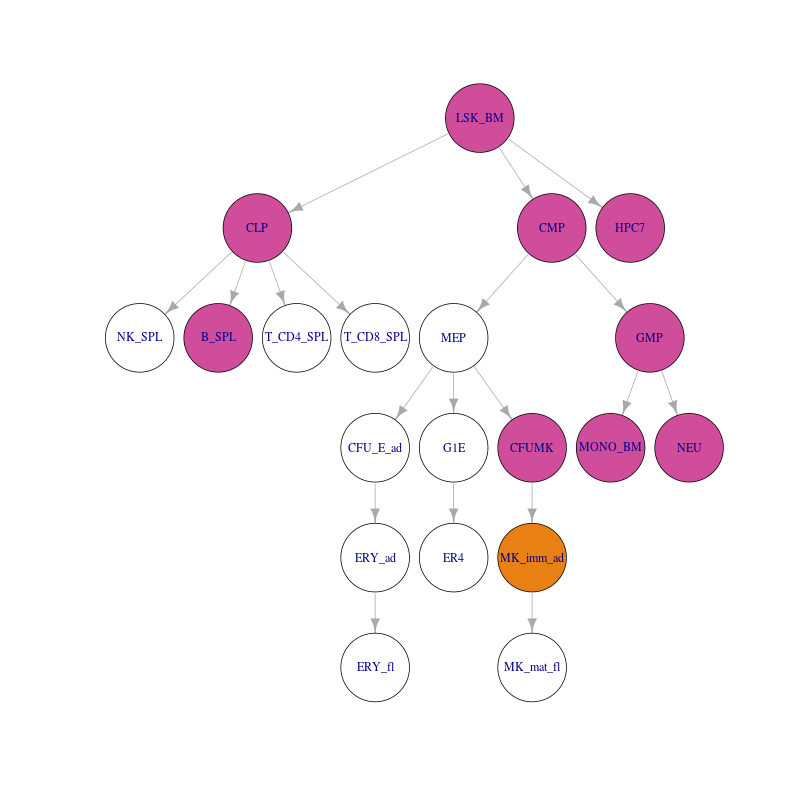 LSK_BM
CLP
CMP
HPC7
NK_SPL
B_SPL
T_CD4_SPL
T_CD8_SPL
MEP
GMP
CFU_E_ad
G1E
CFUMK
MONO_BM
NEU
ERY_ad
ER4
MK_imm_ad
ERY_fl
MK_mat_fl